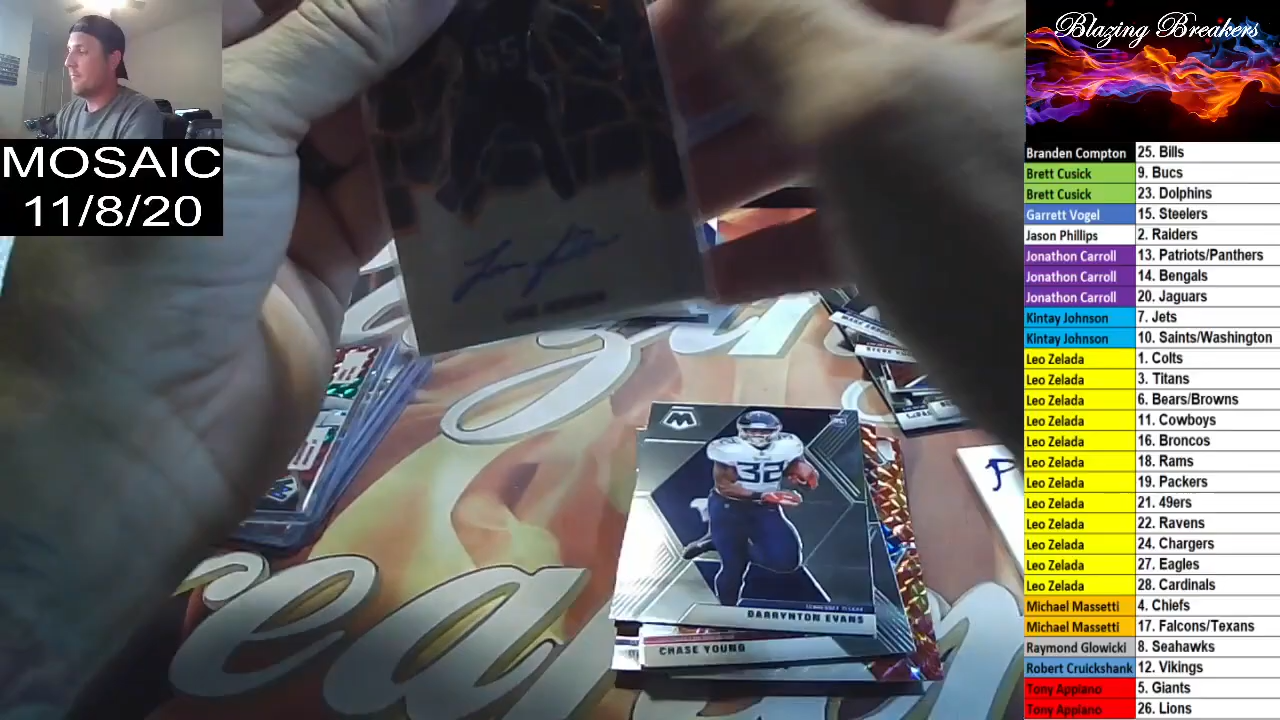 MOSAIC
11/8/20
Blazing Breakers
Branden Compton 25. Bills
Brett Cusick 9. Bucs
Brett Cusick 23. Dolphins
Garrett Vogel 15. Steelers
Jason Phillips 2. Raiders
Jonathon Carroll 13. Patriots/Panthers
Jonathon Carroll 14. Bengals
Jonathon Carroll 20. Jaguars
Kintay Johnson 7. Jets
Kintay Johnson 10. Saints/Washington
Leo Zelada 1. Colts
Leo Zelada 3. Titans
Leo Zelada 6. Bears/Browns
Leo Zelada 11. Cowboys
Leo Zelada 16. Broncos
Leo Zelada 18. Rams
Leo Zelada 19. Packers
Leo Zelada 21. 49ers
Leo Zelada 22. Ravens
Leo Zelada 24. Chargers
Leo Zelada 27. Eagles
Leo Zelada 28. Cardinals
Michael Massetti 4. Chiefs
Michael Massetti 17. Falcons/Texans
Raymond Glowicki 8. Seahawks
Robert Cruickshank 12. Vikings
Tony Appiano 5. Giants
Tony Appiano 26. Lions
32
DARRYNTON EVANS
CHASE YOUNG